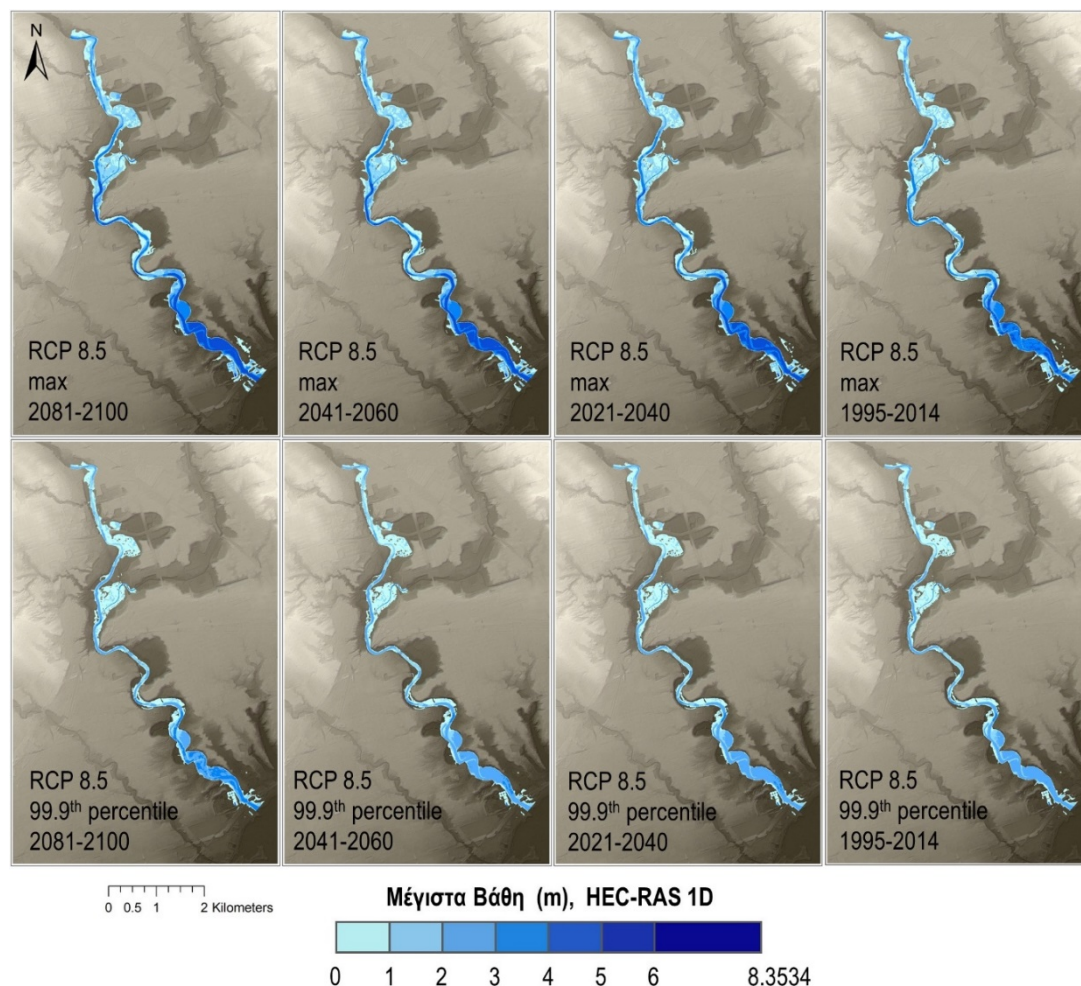 N
RCP 8.5
max
2081-2100
RCP 8.5
max
2041-2060
RCP 8.5
max
2021-2040
RCP 8.5
max
1995-2014
RCP 8.5
99.9th percentile
2081-2100
RCP 8.5
99.9th percentile
2041-2060
RCP 8.5
99.9th percentile
2021-2040
RCP 8.5
99.9th percentile
1995-2014
0 0.5 1 2 Kilometers
Μέγιστα Βάθη (m), HEC-RAS 1D
0 1 2 3 4 5 6 8.3534